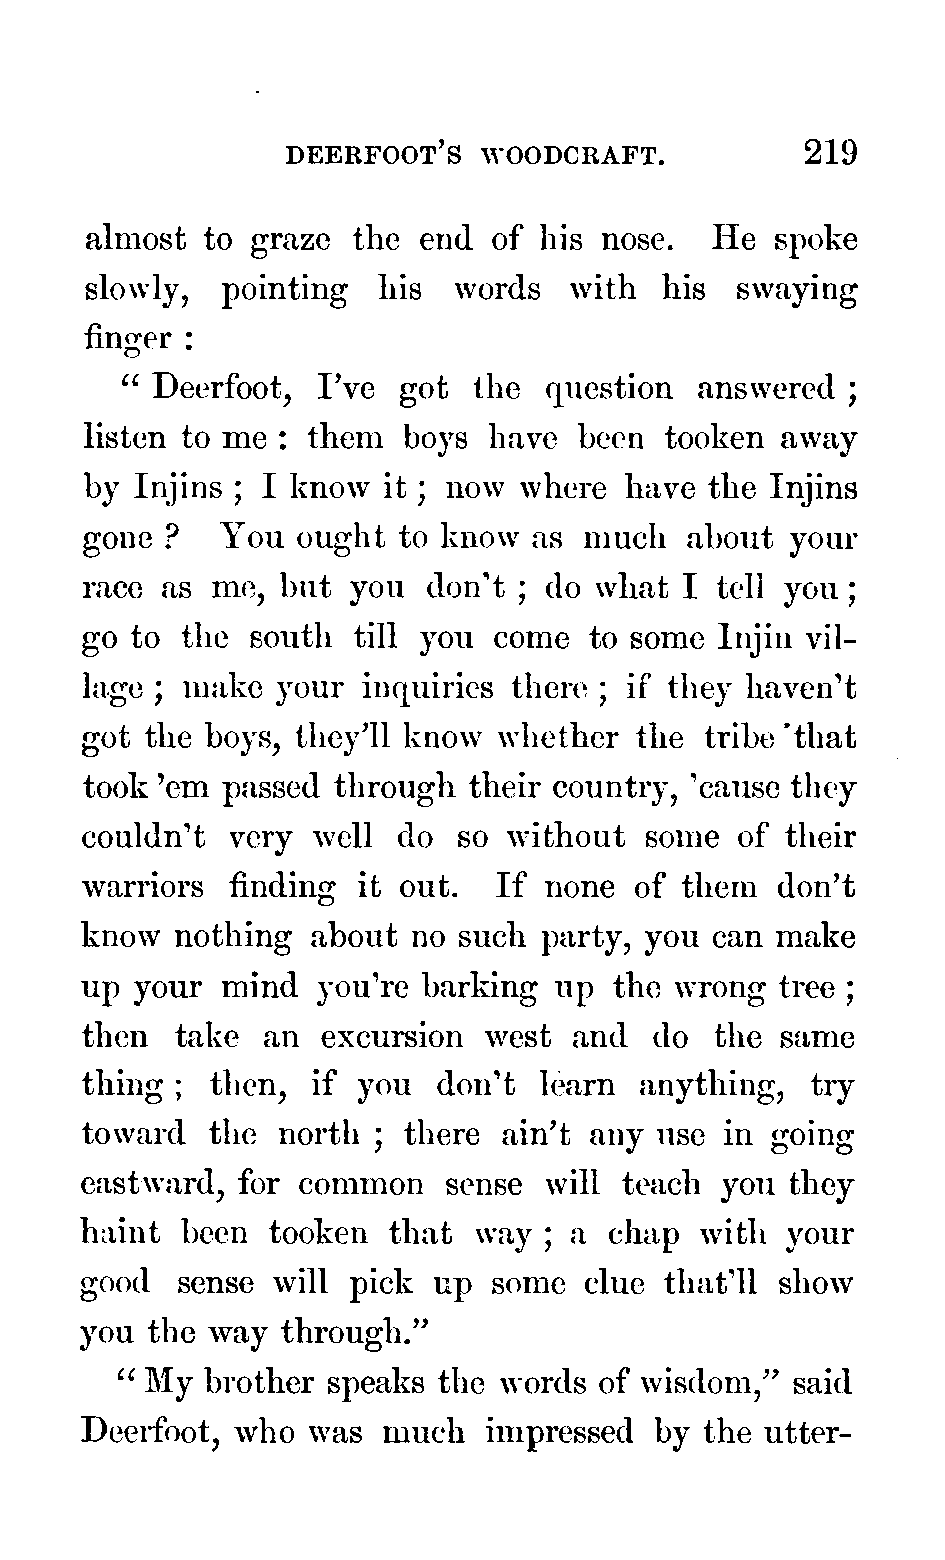 DEERFOOT'S WOODCRAFT. 219
almost to graze the end of his nose. He spoke
slowly, pointing his words with his swaying
finger :
“ Deerfoot, I've got the question answered ;
listen to me : them boys have been tooken away
by Injins ; I know it ; now where have the Injins
gone ? You ought to know as much about your
race as me, but you don't ; do what I tell you ;
go to the south till you come to some Injin vil-
lage ; make your inquiries there ; if they haven't
got the boys, they'll know whether the tribe that
took 'em passed through their country, 'cause they
couldn't very well do so without some of their
warriors finding it out. If none of them don't
know nothing about no such party, you can make
up your mind you're barking up the wrong tree ;
then take an excursion west and do the same
thing ; then, if you don't learn anything, try
toward the north ; there ain't any use in going
eastward, for common sense will teach you they
haint been tooken that way ; a chap with your
good sense will pick up some clue that'll show
you the way through.”
“ My brother speaks the words of wisdom,” said
Deerfoot, who was much impressed by the utter-